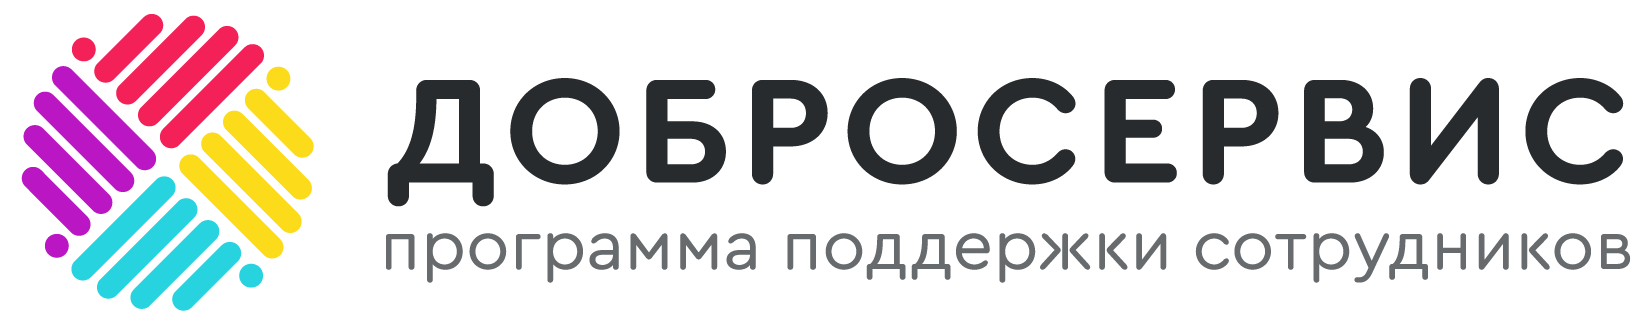 ДОБРОСЕРВИС
программа поддержки сотрудников